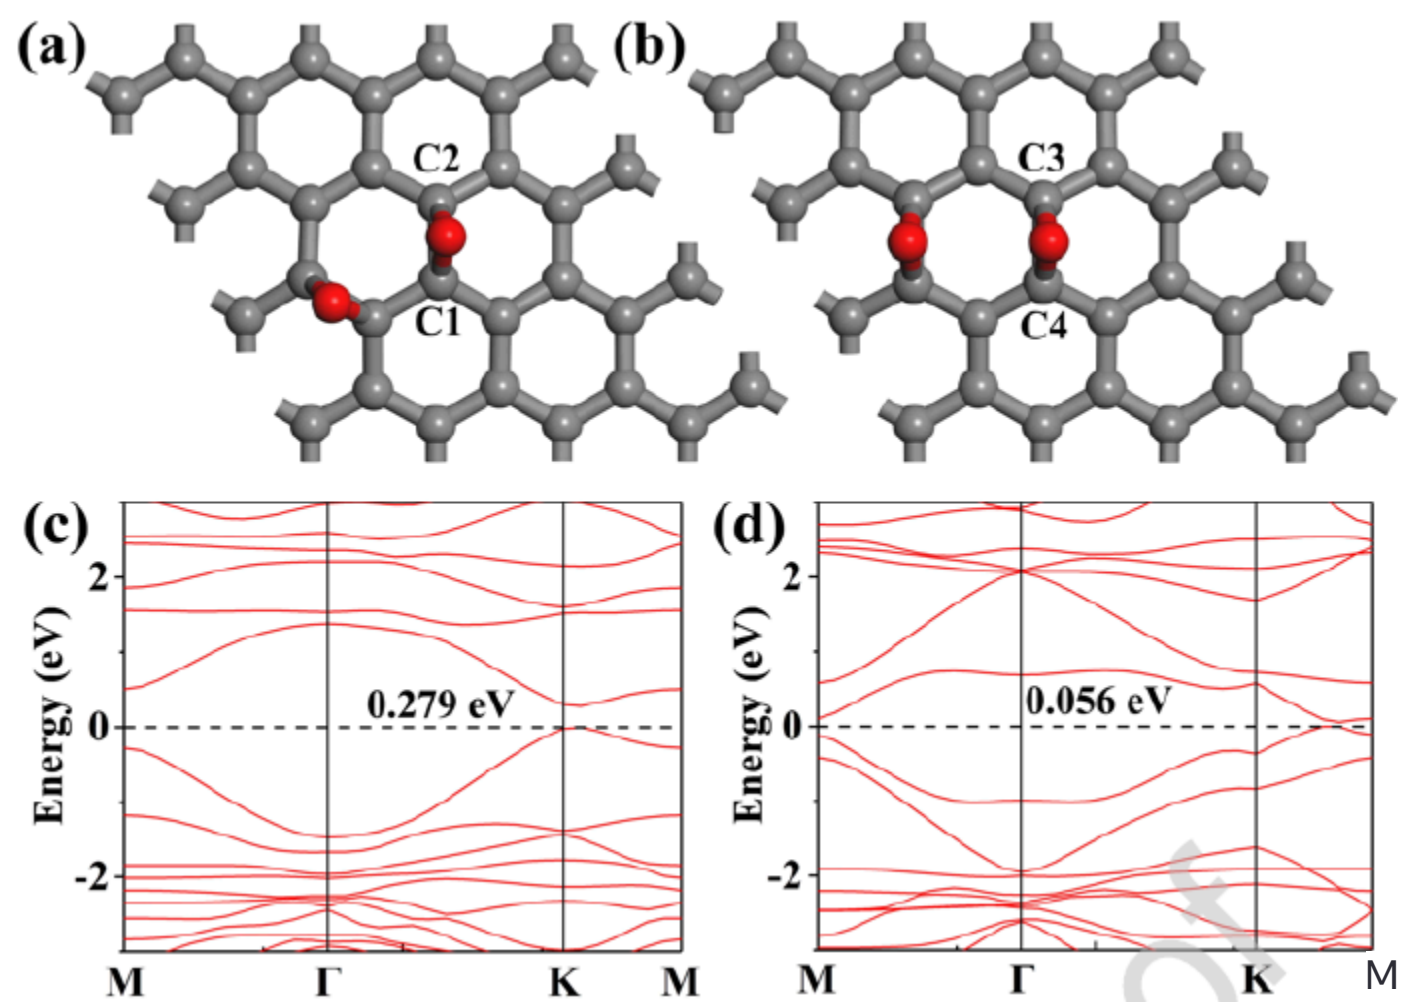 (a)
(b)
C2
C1
C3
C4
(c)
(d)
Energy (eV)
2
0
-2
0.279 eV
M Γ K M
Energy (eV)
2
0
-2
0.056 eV
M Γ K M
of